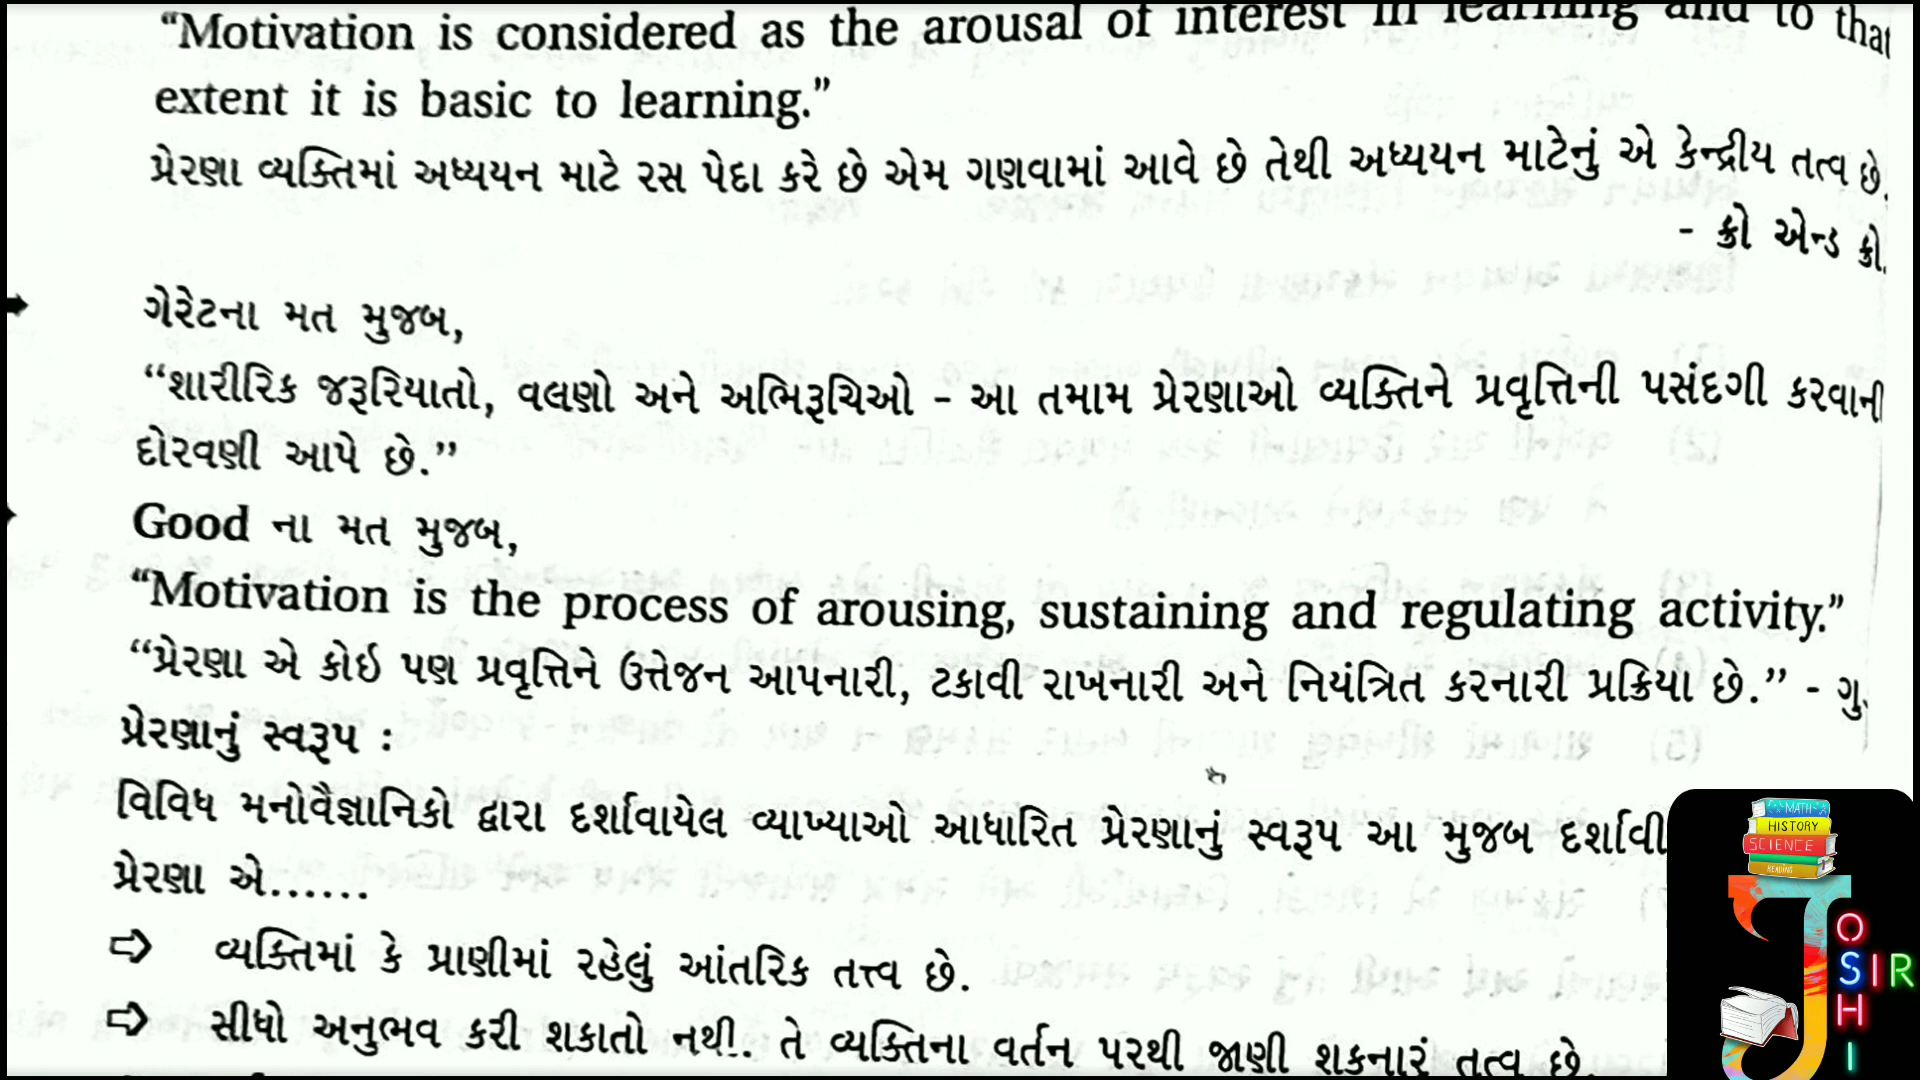 “Motivation is considered as the arousal of interest in learning and to that
extent it is basic to learning.”
પ્રેરણા વ્યક્તિમાં અધ્યયન માટે રસ પેદા કરે છે એમ ગણવામાં આવે છે તેથી અધ્યયન માટેનું એ કેન્દ્રીય તત્વ છે.
- ક્રો એન્ડ ક્રો.
ગેરેટના મત મુજબ,
“શારીરિક જરૂરિયાતો, વલણો અને અભિરૂચિઓ – આ તમામ પ્રેરણાઓ વ્યક્તિને પ્રવૃત્તિની પસંદગી કરવાની
દોરવણી આપે છે.”
Good ના મત મુજબ,
“Motivation is the process of arousing, sustaining and regulating activity.”
“પ્રેરણા એ કોઈ પણ પ્રવૃત્તિને ઉત્તેજન આપનારી, ટકાવી રાખનારી અને નિયંત્રિત કરનારી પ્રક્રિયા છે.” - ગુ.
પ્રેરણાનું સ્વરૂપ :
વિવિધ મનોવૈજ્ઞાનિકો દ્વારા દર્શાવાયેલ વ્યાખ્યાઓ આધારિત પ્રેરણાનું સ્વરૂપ આ મુજબ દર્શાવી
પ્રેરણા એ......
⇨ વ્યક્તિમાં કે પ્રાણીમાં રહેલું આંતરિક તત્ત્વ છે.
⇨ સીધો અનુભવ કરી શકાતો નથી. તે વ્યક્તિના વર્તન પરથી જાણી શકનારું તત્વ છે.
MATH
HISTORY
SCIENCE
READING
JOSHI
SIR